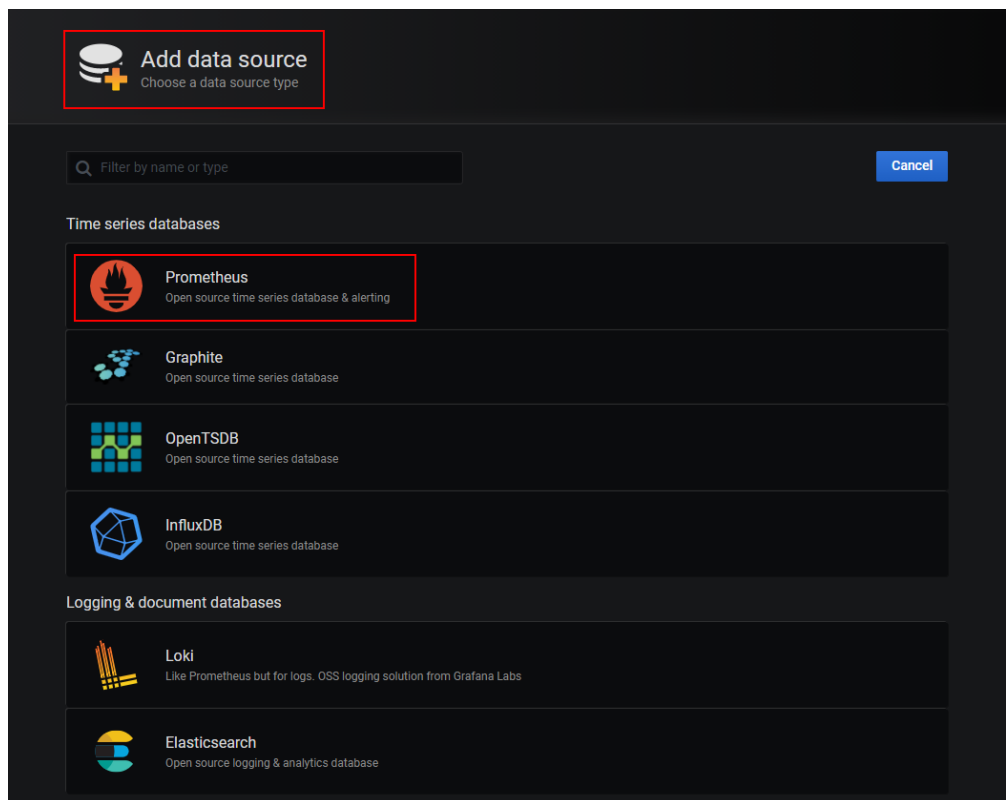 Add data source
Choose a data source type
Filter by name or type
Cancel
Time series databases
Prometheus
Open source time series database & alerting
Graphite
Open source time series database
OpenTSDB
Open source time series database
InfluxDB
Open source time series database
Logging & document databases
Loki
Like Prometheus but for logs. OSS logging solution from Grafana Labs
Elasticsearch
Open source logging & analytics database